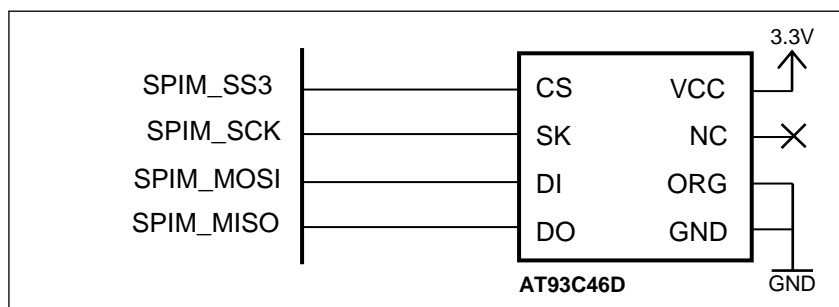 3.3V
SPIM_SS3 CS VCC
SPIM_SCK SK NC
SPIM_MOSI DI ORG
SPIM_MISO DO GND
AT93C46D GND